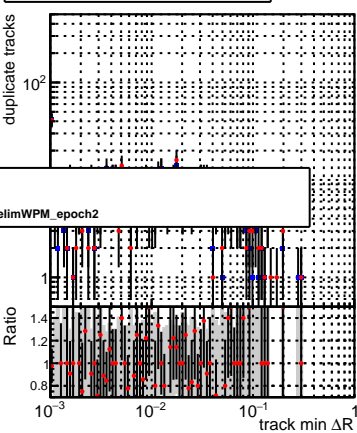 duplicate tracks
10²
elimWPM_epoch2
1
Ratio
1.4
1.2
1
0.8
10⁻³
10⁻²
10⁻¹
1
track min ΔR